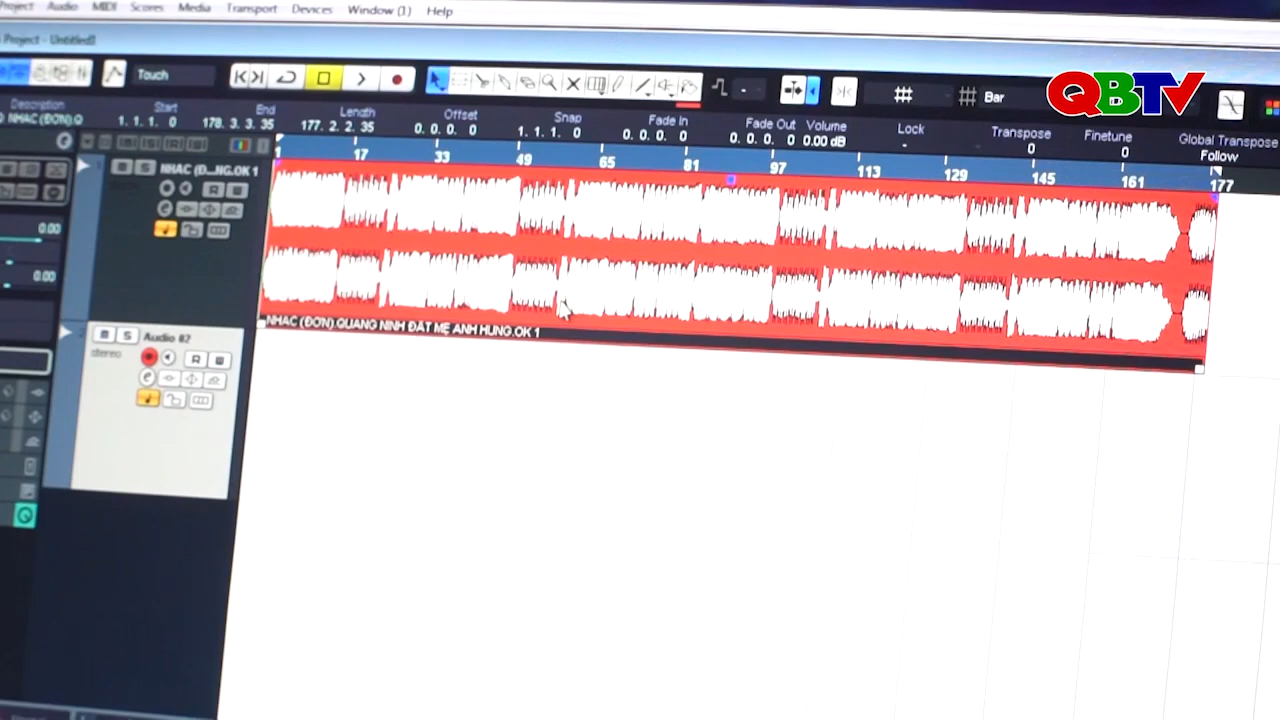 Project Audio MIDI Scores Media Transport Devices Window (1) Help
Project - Untitled1
Touch
Bar
QBTV
Description Start End Length Offset Snap Fade In Fade Out Volume Lock Transpose Finetune Global Transpose
NHẠC (ĐƠN).Q 1. 1. 1. 0 178. 3. 3. 35 177. 2. 2. 35 0. 0. 0. 0 1. 1. 1. 0 0. 0. 0. 0 0. 0. 0. 0 0.00 dB - 0 0 Follow
1 17 33 49 65 81 97 113 129 145 161 177
NHAC (Đ...NG.OK 1
R
0.00
0.00
NHẠC (ĐƠN) QUANG NINH ĐẤT MẸ ANH HUNG.OK 1
S Audio 02
stereo
R